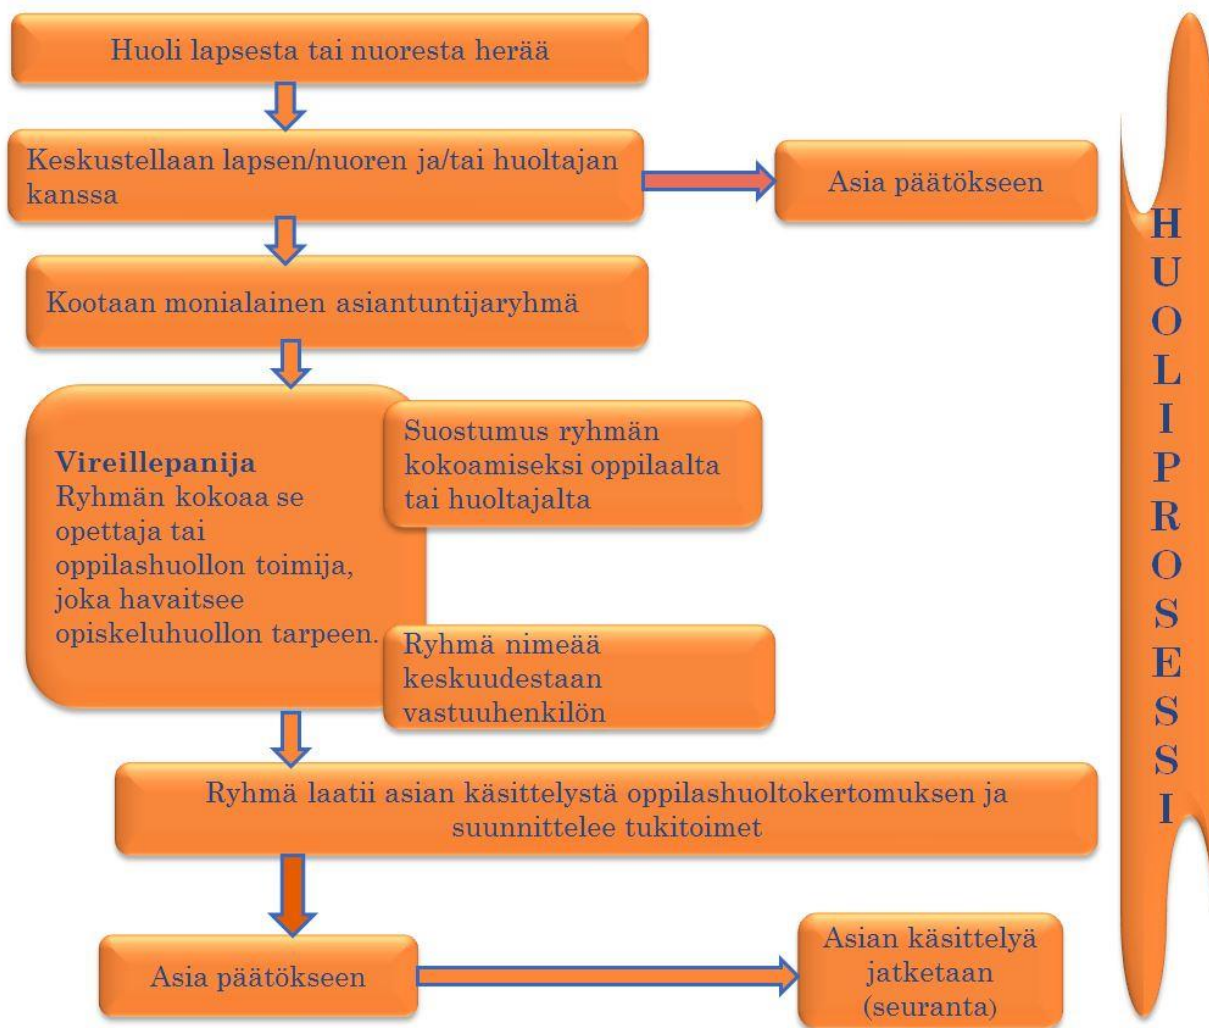 Huoli lapsesta tai nuoresta herää
Keskustellaan lapsen/nuoren ja/tai huoltajan
kanssa
Asia päätökseen
Kootaan monialainen asiantuntijaryhmä
Vireillepanija
Ryhmän kokoaa se
opettaja tai
oppilashuollon toimija,
joka havaitsee
opiskeluhuollon tarpeen.
Suostumus ryhmän
kokoamiseksi oppilaalta
tai huoltajalta
Ryhmä nimeää
keskuudestaan
vastuuhenkilön
Ryhmä laatii asian käsittelystä oppilashuoltokertomuksen ja
suunnittelee tukitoimet
Asia päätökseen
Asian käsittelyä
jatketaan
(seuranta)
HUOLIPROSESSI